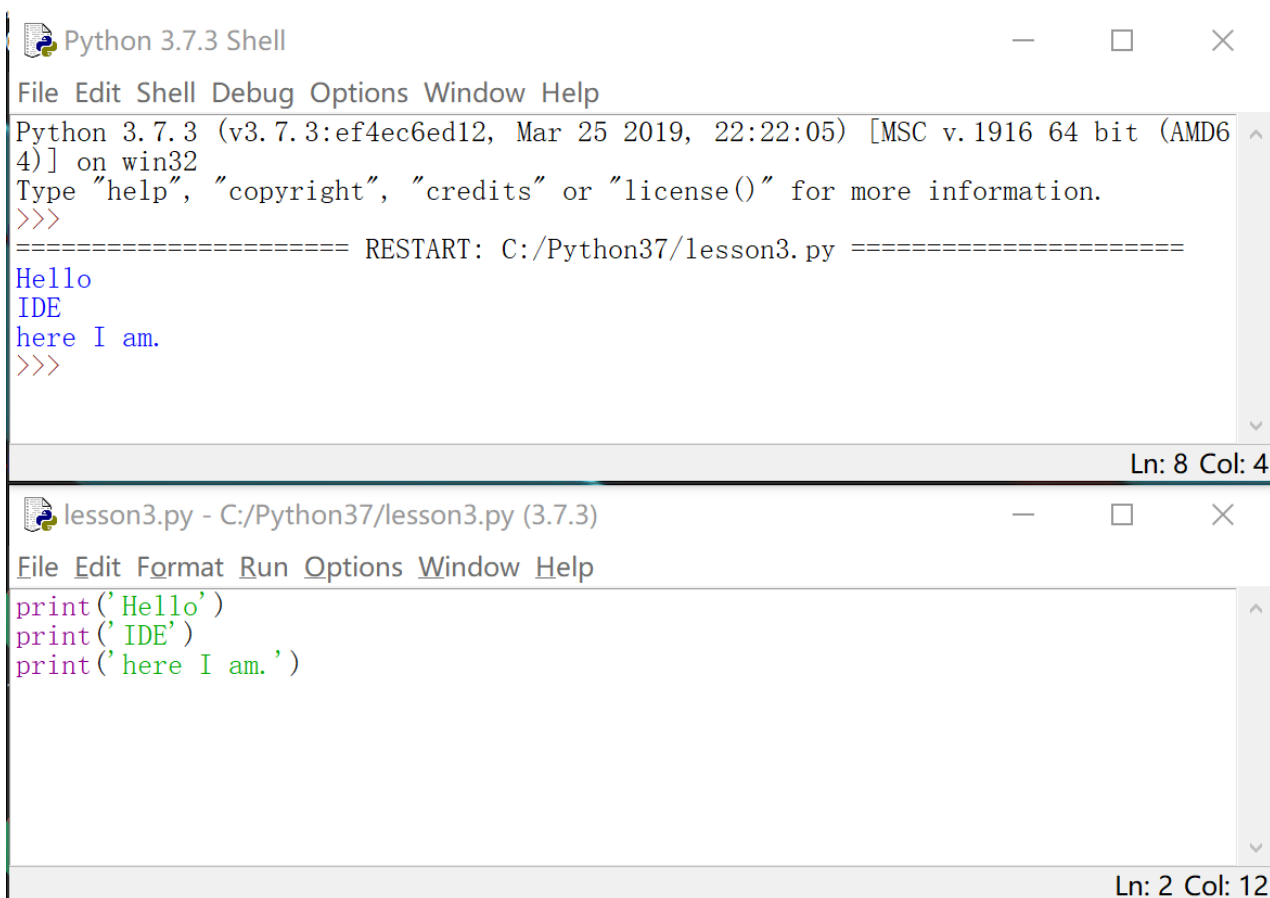 Python 3.7.3 Shell
File Edit Shell Debug Options Window Help
Python 3.7.3 (v3.7.3:ef4ec6ed12, Mar 25 2019, 22:22:05) [MSC v.1916 64 bit (AMD6
4)] on win32
Type "help", "copyright", "credits" or "license()" for more information.
>>>
====================== RESTART: C:/Python37/lesson3.py ======================
Hello
IDE
here I am.
>>>
Ln: 8 Col: 4
lesson3.py - C:/Python37/lesson3.py (3.7.3)
File Edit Format Run Options Window Help
print('Hello')
print('IDE')
print('here I am.')
Ln: 2 Col: 12